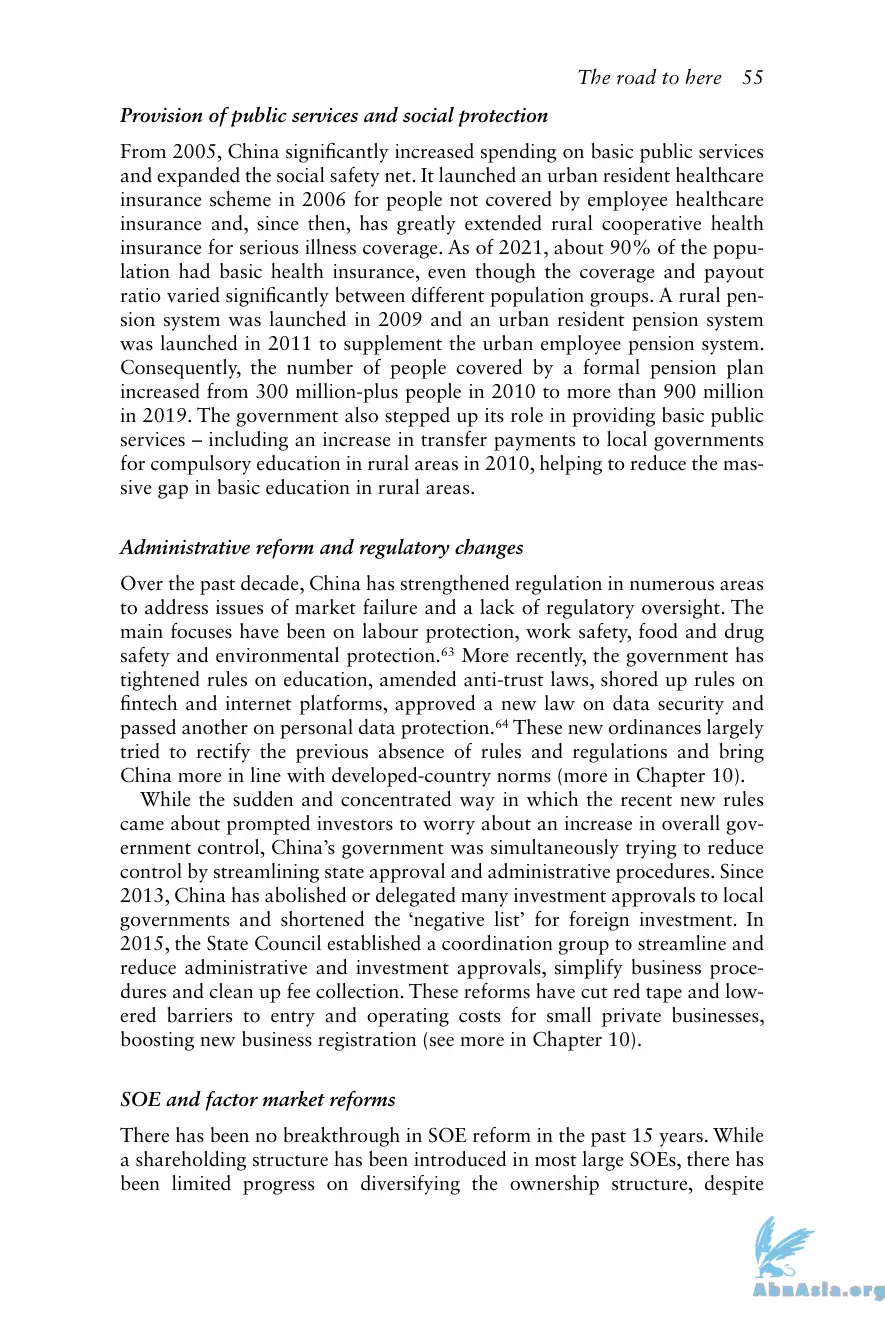 The road to here 55
Provision of public services and social protection
From 2005, China significantly increased spending on basic public services
and expanded the social safety net. It launched an urban resident healthcare
insurance scheme in 2006 for people not covered by employee healthcare
insurance and, since then, has greatly extended rural cooperative health
insurance for serious illness coverage. As of 2021, about 90% of the popu-
lation had basic health insurance, even though the coverage and payout
ratio varied significantly between different population groups. A rural pen-
sion system was launched in 2009 and an urban resident pension system
was launched in 2011 to supplement the urban employee pension system.
Consequently, the number of people covered by a formal pension plan
increased from 300 million-plus people in 2010 to more than 900 million
in 2019. The government also stepped up its role in providing basic public
services – including an increase in transfer payments to local governments
for compulsory education in rural areas in 2010, helping to reduce the mas-
sive gap in basic education in rural areas.
Administrative reform and regulatory changes
Over the past decade, China has strengthened regulation in numerous areas
to address issues of market failure and a lack of regulatory oversight. The
main focuses have been on labour protection, work safety, food and drug
safety and environmental protection.63 More recently, the government has
tightened rules on education, amended anti-trust laws, shored up rules on
fintech and internet platforms, approved a new law on data security and
passed another on personal data protection.64 These new ordinances largely
tried to rectify the previous absence of rules and regulations and bring
China more in line with developed-country norms (more in Chapter 10).
While the sudden and concentrated way in which the recent new rules
came about prompted investors to worry about an increase in overall gov-
ernment control, China's government was simultaneously trying to reduce
control by streamlining state approval and administrative procedures. Since
2013, China has abolished or delegated many investment approvals to local
governments and shortened the 'negative list' for foreign investment. In
2015, the State Council established a coordination group to streamline and
reduce administrative and investment approvals, simplify business proce-
dures and clean up fee collection. These reforms have cut red tape and low-
ered barriers to entry and operating costs for small private businesses,
boosting new business registration (see more in Chapter 10).
SOE and factor market reforms
There has been no breakthrough in SOE reform in the past 15 years. While
a shareholding structure has been introduced in most large SOEs, there has
been limited progress on diversifying the ownership structure, despite
AbnAsia.org